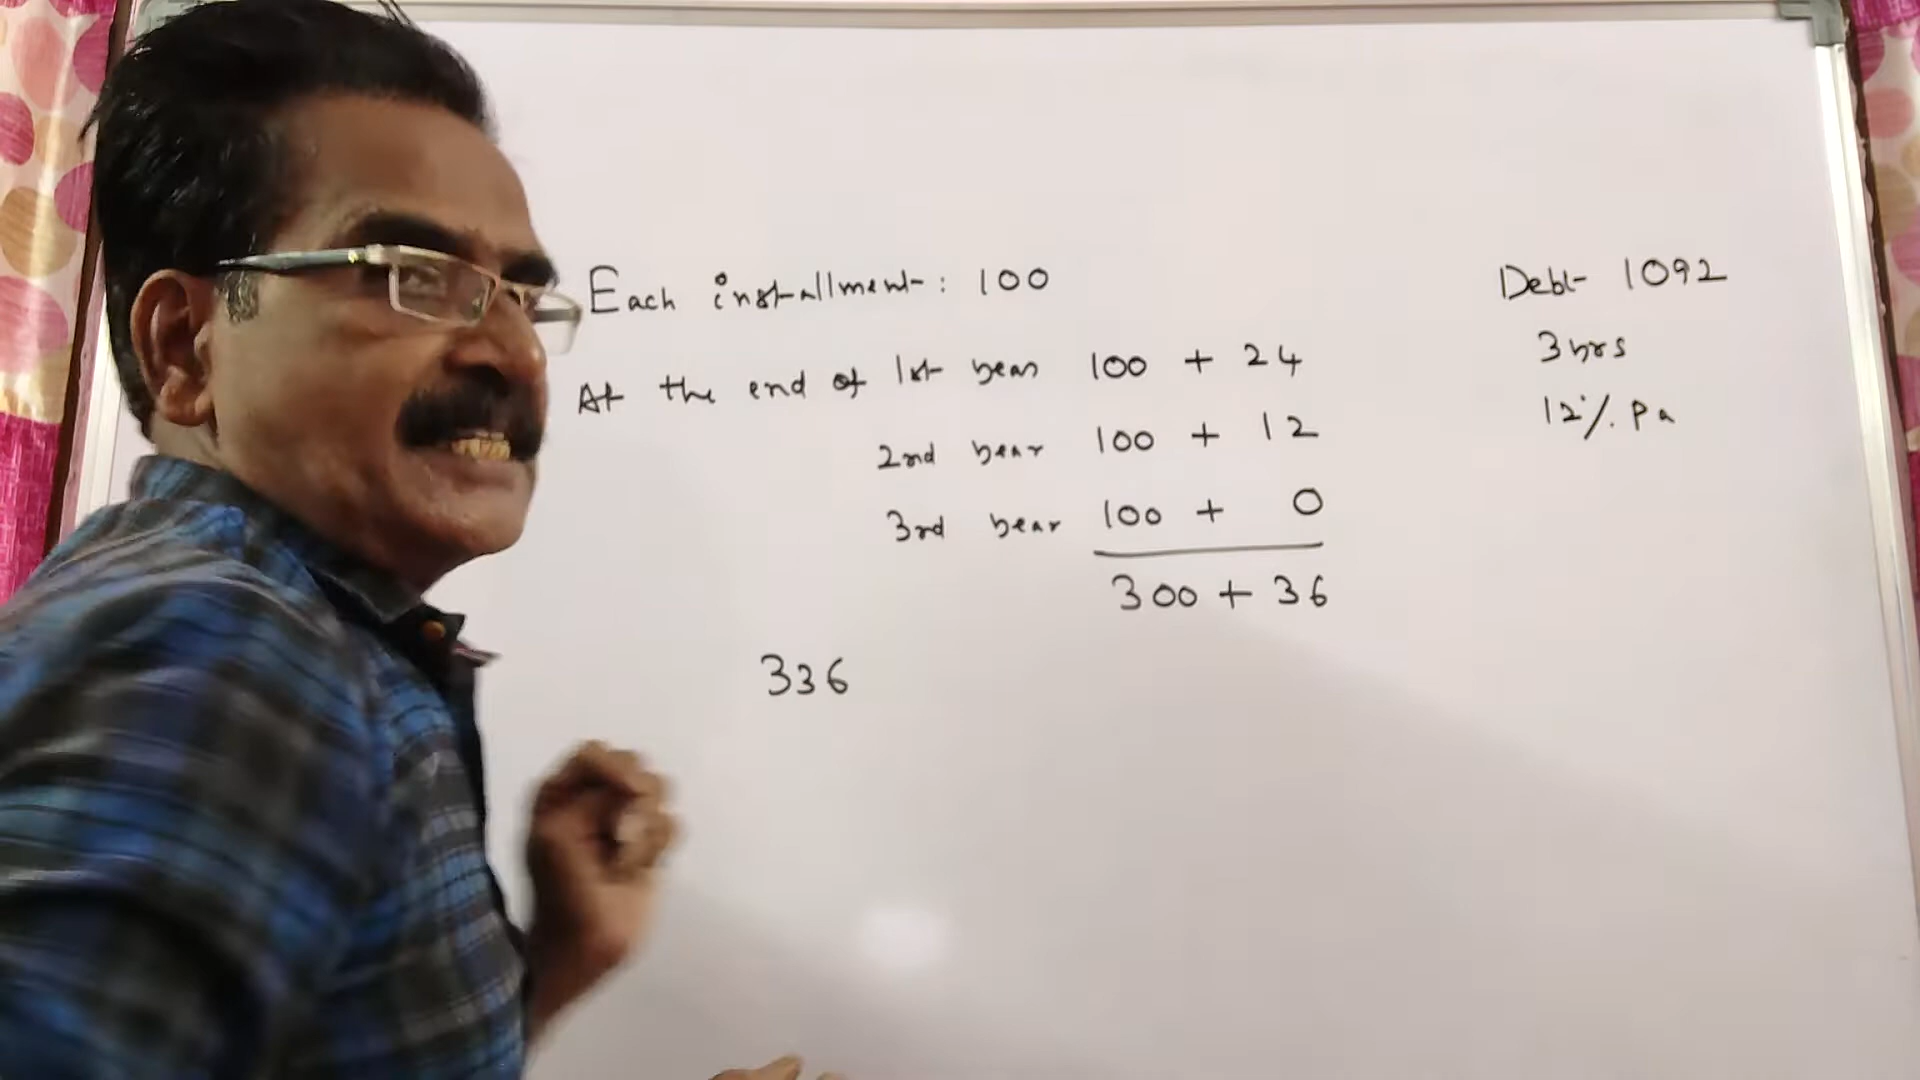 Each installment: 100
At the end of 1st year 100 + 24
2nd year 100 + 12
3rd year 100 + 0
300 + 36
336
Debt 1092
3 yrs
12% pa